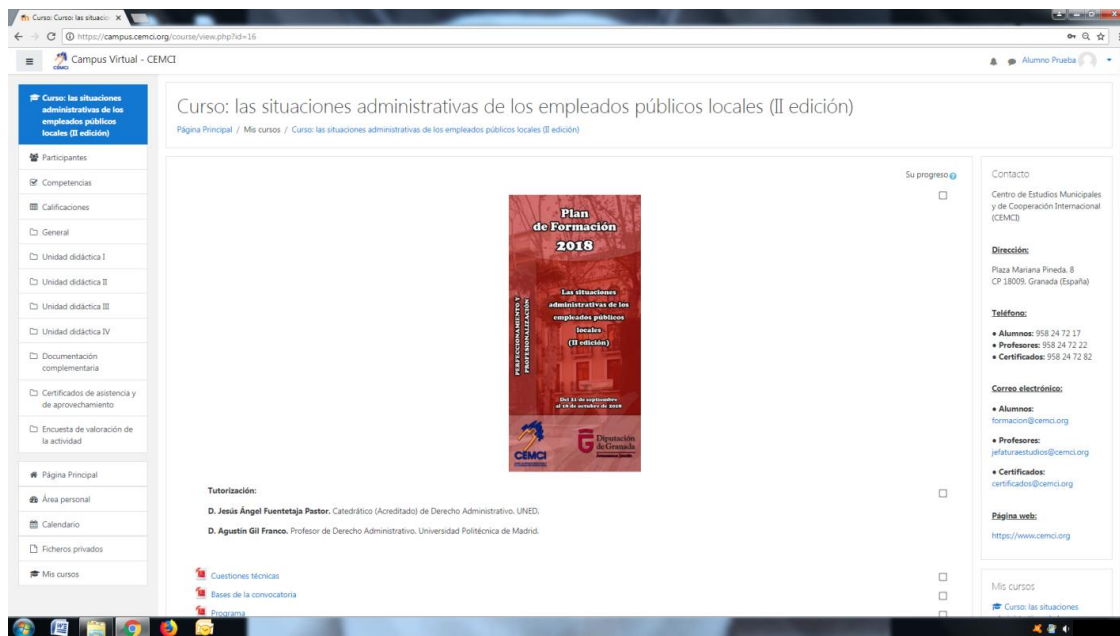 Curso: Curso: las situacio
https://campus.cemci.org/course/view.php?id=16
Campus Virtual - CEMCI
Alumno Prueba
Curso: las situaciones
administrativas de los
empleados públicos
locales (II edición)
Participantes
Competencias
Calificaciones
General
Unidad didáctica I
Unidad didáctica II
Unidad didáctica III
Unidad didáctica IV
Documentación
complementaria
Certificados de asistencia y
de aprovechamiento
Encuesta de valoración de
la actividad
Página Principal
Área personal
Calendario
Ficheros privados
Mis cursos
Curso: las situaciones administrativas de los empleados públicos locales (II edición)
Página Principal / Mis cursos / Curso: las situaciones administrativas de los empleados públicos locales (II edición)
Su progreso
Plan
de Formación
2018
PERFECCIONAMIENTO Y
PROFESIONALIZACIÓN
Las situaciones
administrativas de los
empleados públicos
locales
(II edición)
Del 21 de septiembre
al 18 de octubre de 2018
CEMCI
Diputación
de Granada
Tutorización:
D. Jesús Ángel Fuentetaja Pastor. Catedrático (Acreditado) de Derecho Administrativo. UNED.
D. Agustín Gil Franco. Profesor de Derecho Administrativo. Universidad Politécnica de Madrid.
Cuestiones técnicas
Bases de la convocatoria
Programa
Contacto
Centro de Estudios Municipales
y de Cooperación Internacional
(CEMCI)
Dirección:
Plaza Mariana Pineda. 8
CP 18009. Granada (España)
Teléfono:
• Alumnos: 958 24 72 17
• Profesores: 958 24 72 22
• Certificados: 958 24 72 82
Correo electrónico:
• Alumnos:
formacion@cemci.org
• Profesores:
jefaturaestudios@cemci.org
• Certificados:
certificados@cemci.org
Página web:
https://www.cemci.org
Mis cursos
Curso: las situaciones